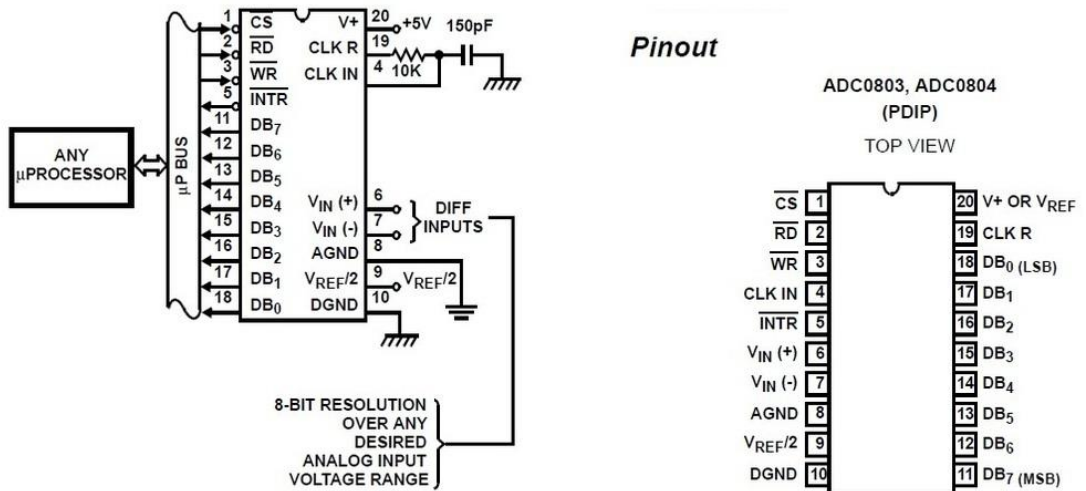 1 CS V+ 20 +5V 150pF
2 RD CLK R 19 10K
3 WR CLK IN 4
5 INTR
11 DB7
12 DB6
13 DB5
14 DB4 VIN (+) 6
15 DB3 VIN (-) 7
DIFF
INPUTS
16 DB2 AGND 8
17 DB1 VREF/2 9 VREF/2
18 DB0 DGND 10
ANY
µPROCESSOR
µP BUS
8-BIT RESOLUTION
OVER ANY
DESIRED
ANALOG INPUT
VOLTAGE RANGE
Pinout
ADC0803, ADC0804
(PDIP)
TOP VIEW
CS 1 20 V+ OR VREF
RD 2 19 CLK R
WR 3 18 DB0 (LSB)
CLK IN 4 17 DB1
INTR 5 16 DB2
VIN (+) 6 15 DB3
VIN (-) 7 14 DB4
AGND 8 13 DB5
VREF/2 9 12 DB6
DGND 10 11 DB7 (MSB)